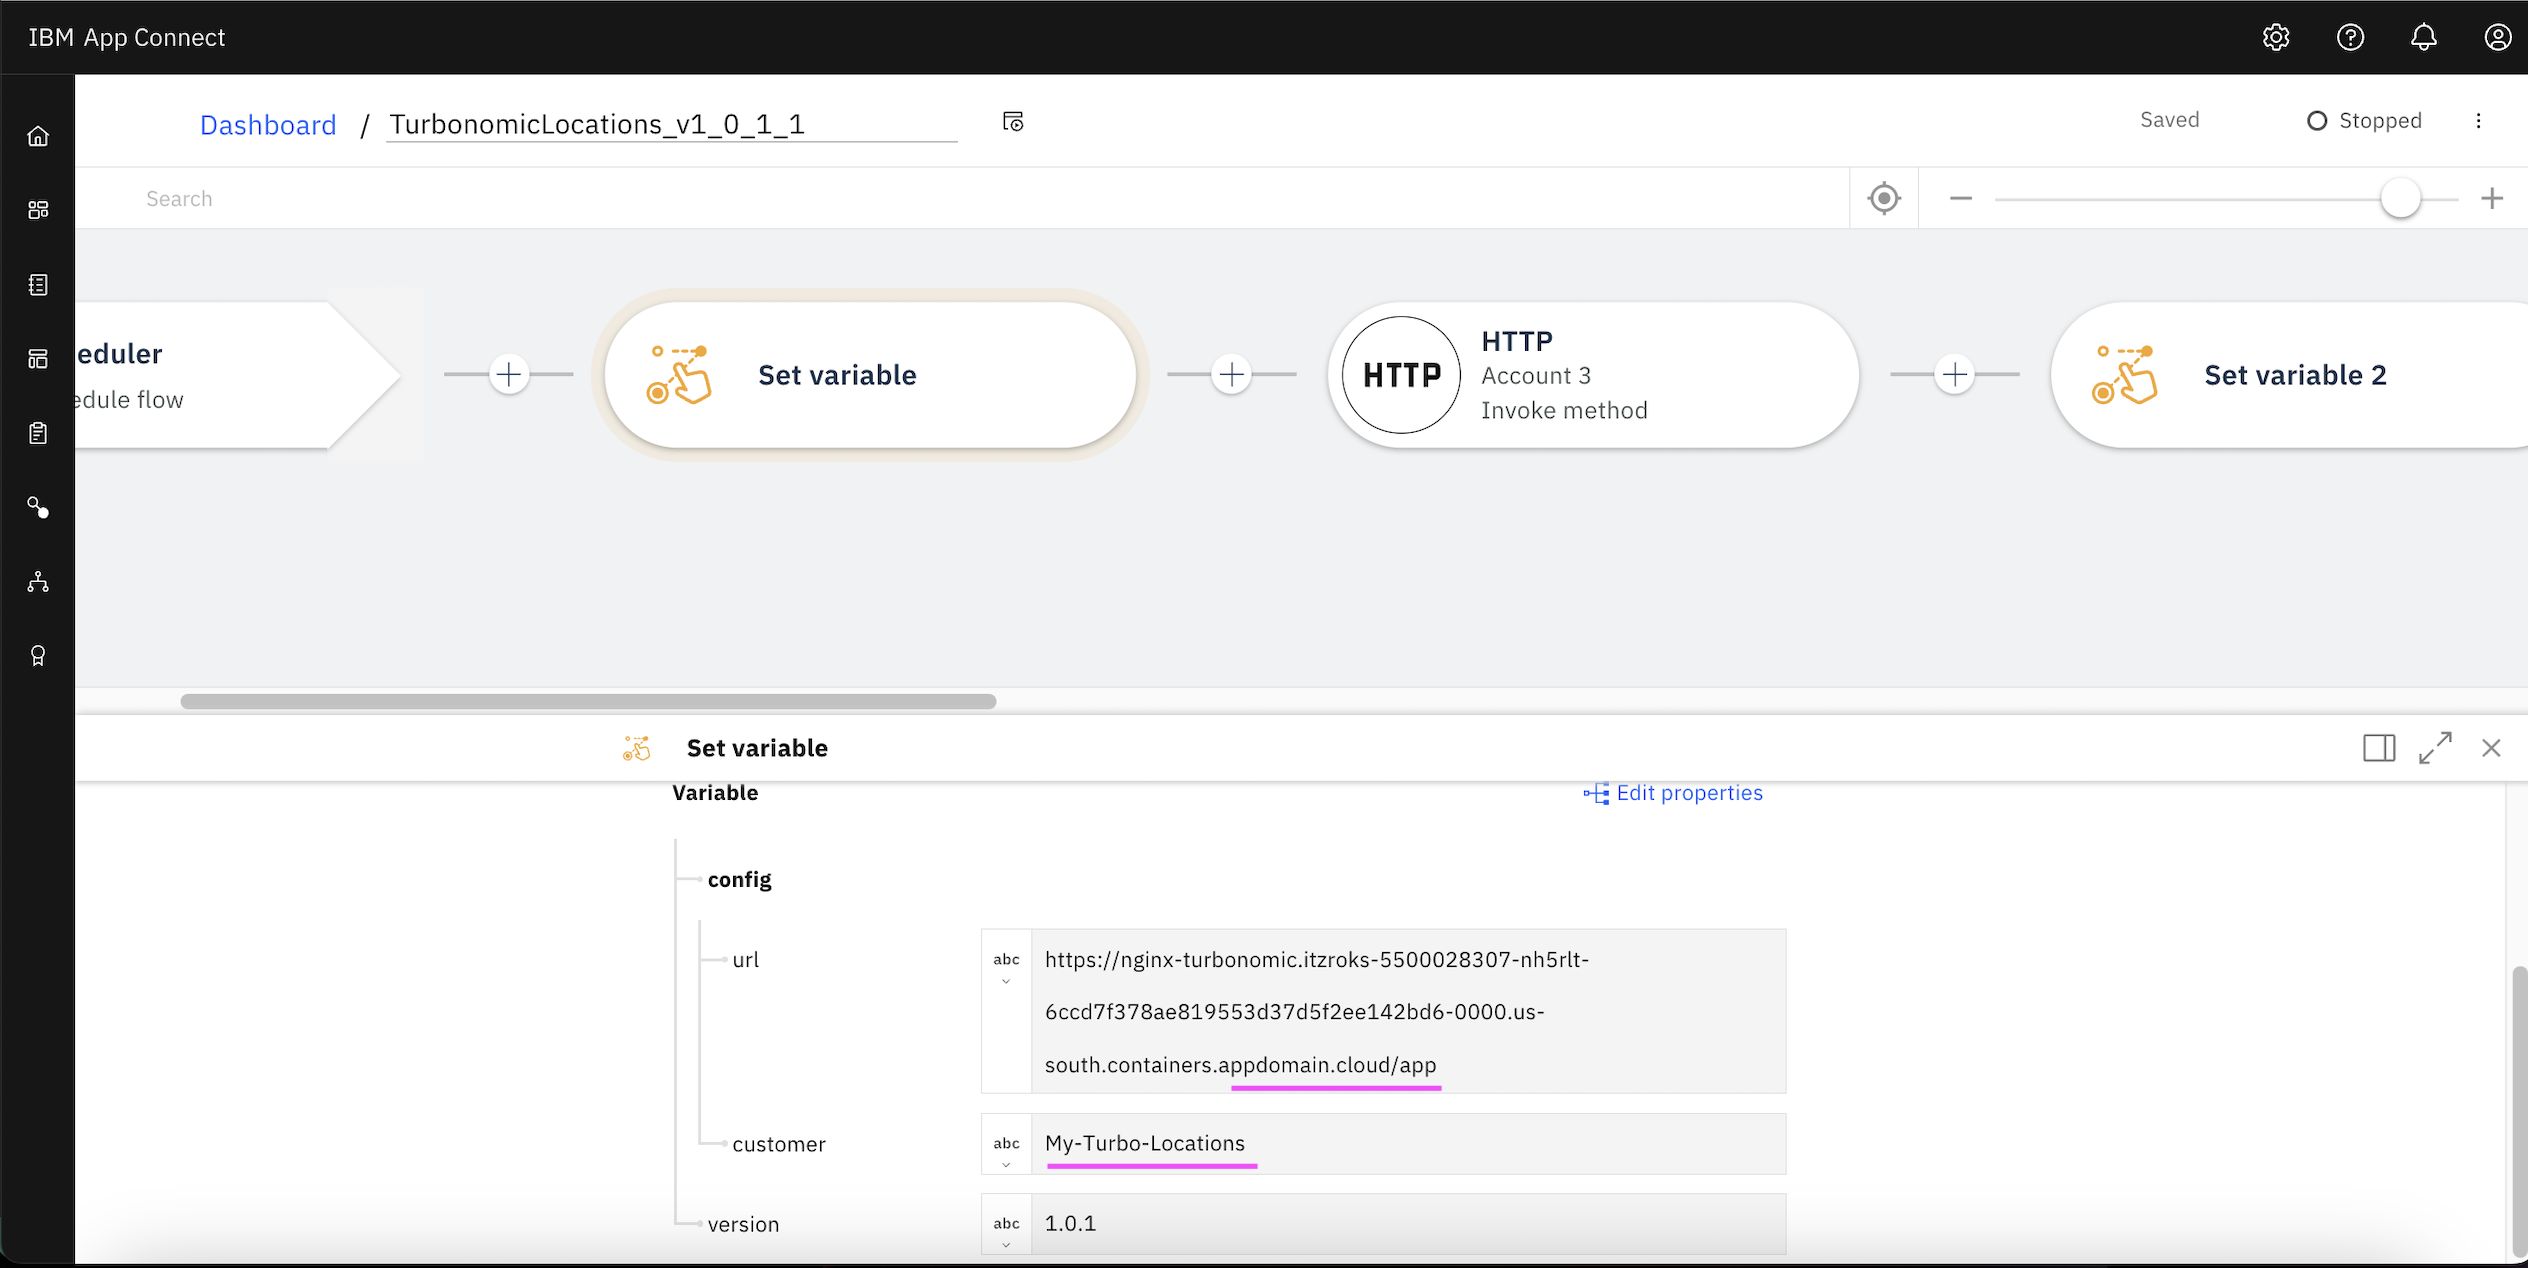 IBM App Connect
Dashboard / TurbonomicLocations_v1_0_1_1
Saved
Stopped
Search
eduler
edule flow
Set variable
HTTP
HTTP
Account 3
Invoke method
Set variable 2
Set variable
Variable
Edit properties
config
url
abc
https://nginx-turbonomic.itzroks-5500028307-nh5rlt-
6ccd7f378ae819553d37d5f2ee142bd6-0000.us-
south.containers.appdomain.cloud/app
customer
abc
My-Turbo-Locations
version
abc
1.0.1